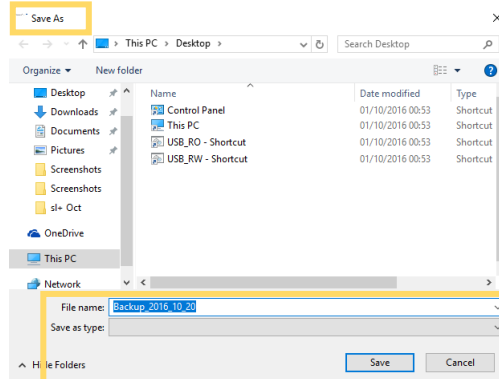 Save As
This PC > Desktop >
Search Desktop
Organize
New folder
Name
Date modified
Type
Desktop
Downloads
Documents
Pictures
Screenshots
Screenshots
sl+ Oct
OneDrive
This PC
Network
Control Panel 01/10/2016 00:53 Shortcut
This PC 01/10/2016 00:53 Shortcut
USB_RO - Shortcut 01/10/2016 00:53 Shortcut
USB_RW - Shortcut 01/10/2016 00:53 Shortcut
File name: Backup_2016_10_20
Save as type:
Hide Folders
Save
Cancel